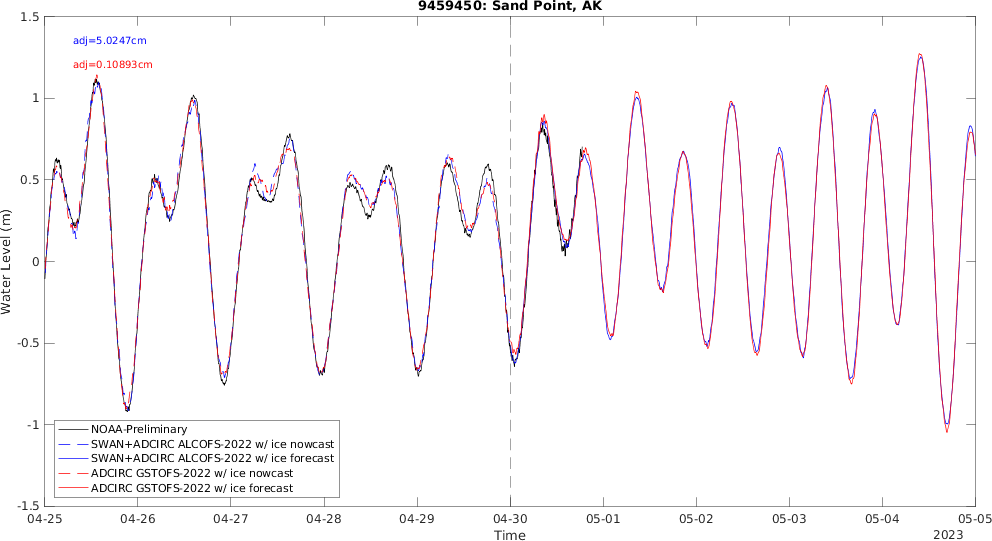 9459450: Sand Point, AK
adj=5.0247cm
adj=0.10893cm
Water Level (m)
1.5
1
0.5
0
-0.5
-1
-1.5
NOAA-Preliminary
SWAN+ADCIRC ALCOFS-2022 w/ ice nowcast
SWAN+ADCIRC ALCOFS-2022 w/ ice forecast
ADCIRC GSTOFS-2022 w/ ice nowcast
ADCIRC GSTOFS-2022 w/ ice forecast
04-25 04-26 04-27 04-28 04-29 04-30 05-01 05-02 05-03 05-04 05-05
Time
2023